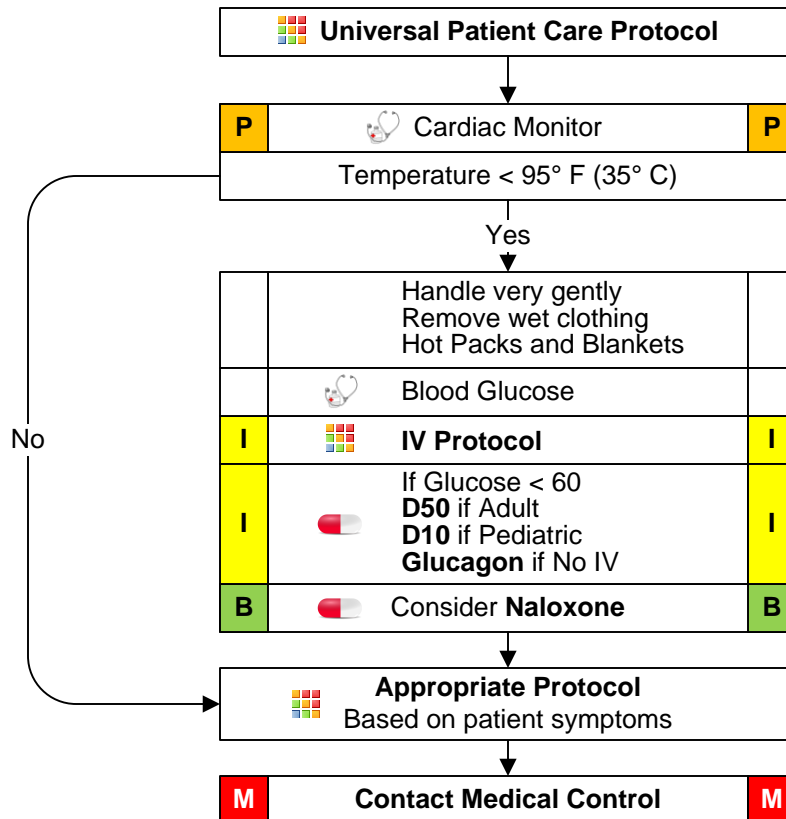 Universal Patient Care Protocol
P Cardiac Monitor P
Temperature < 95° F (35° C)
Yes
Handle very gently
Remove wet clothing
Hot Packs and Blankets
Blood Glucose
No
I IV Protocol I
If Glucose < 60
D50 if Adult
I D10 if Pediatric I
Glucagon if No IV
B Consider Naloxone B
Appropriate Protocol
Based on patient symptoms
M Contact Medical Control M